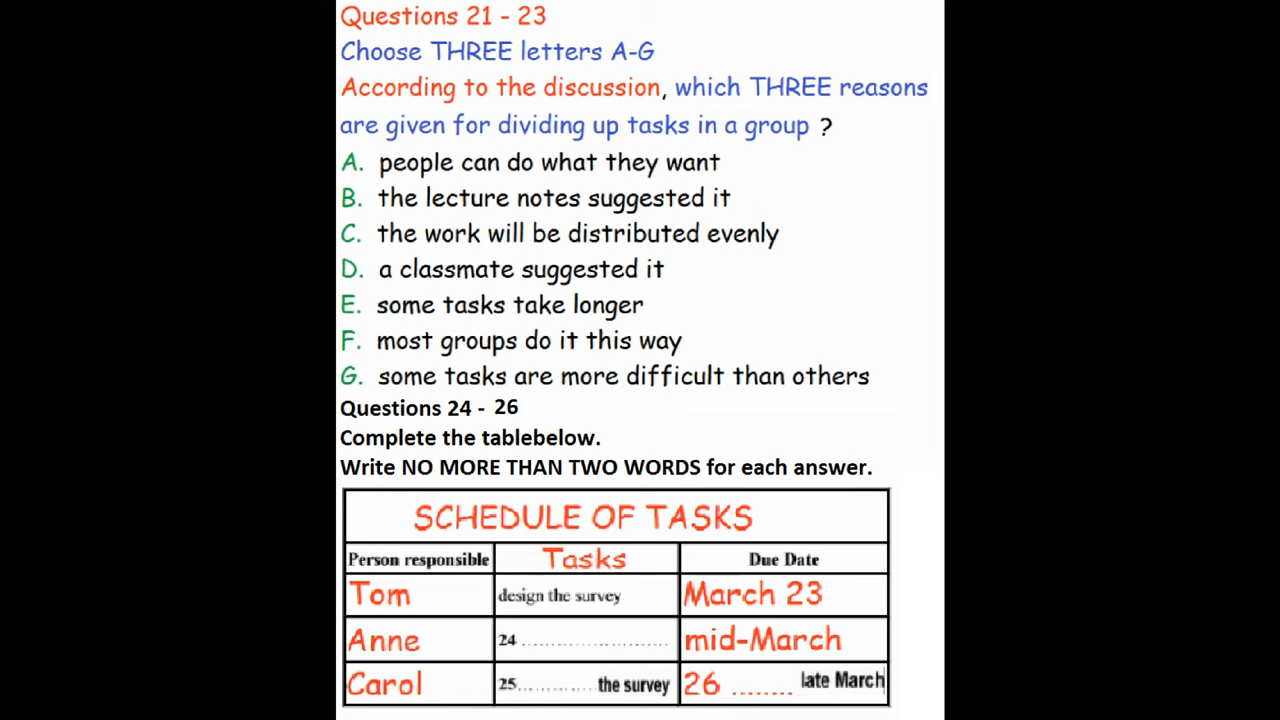 Questions 21 - 23
Choose THREE letters A-G
According to the discussion, which THREE reasons
are given for dividing up tasks in a group ?
A. people can do what they want
B. the lecture notes suggested it
C. the work will be distributed evenly
D. a classmate suggested it
E. some tasks take longer
F. most groups do it this way
G. some tasks are more difficult than others
Questions 24 - 26
Complete the tablebelow.
Write NO MORE THAN TWO WORDS for each answer.
SCHEDULE OF TASKS
Person responsible Tasks Due Date
Tom design the survey March 23
Anne 24 .......................... mid-March
Carol 25.............. the survey 26 ........ late March